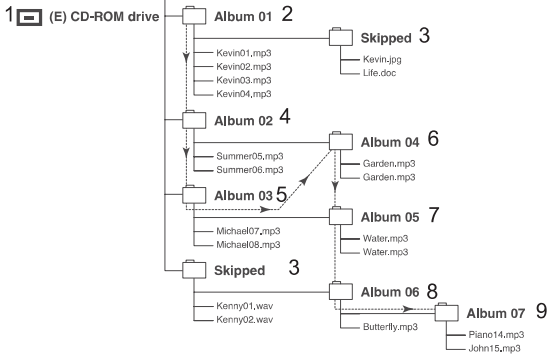 1 (E) CD-ROM drive
Album 01 2
Skipped 3
Kevin01.mp3
Kevin02.mp3
Kevin03.mp3
Kevin04.mp3
Kevin.jpg
Life.doc
Album 02 4
Summer05.mp3
Summer06.mp3
Album 04 6
Garden.mp3
Garden.mp3
Album 03 5
Michael07.mp3
Michael08.mp3
Album 05 7
Water.mp3
Water.mp3
Skipped 3
Kenny01.wav
Kenny02.wav
Album 06 8
Butterfly.mp3
Album 07 9
Piano14.mp3
John15.mp3